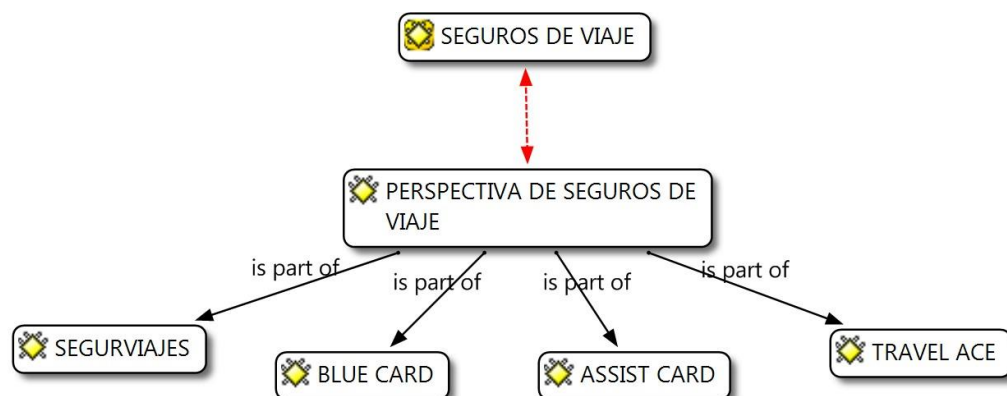 SEGUROS DE VIAJE
PERSPECTIVA DE SEGUROS DE
VIAJE
is part of
is part of
is part of
is part of
SEGURVIAJES
BLUE CARD
ASSIST CARD
TRAVEL ACE